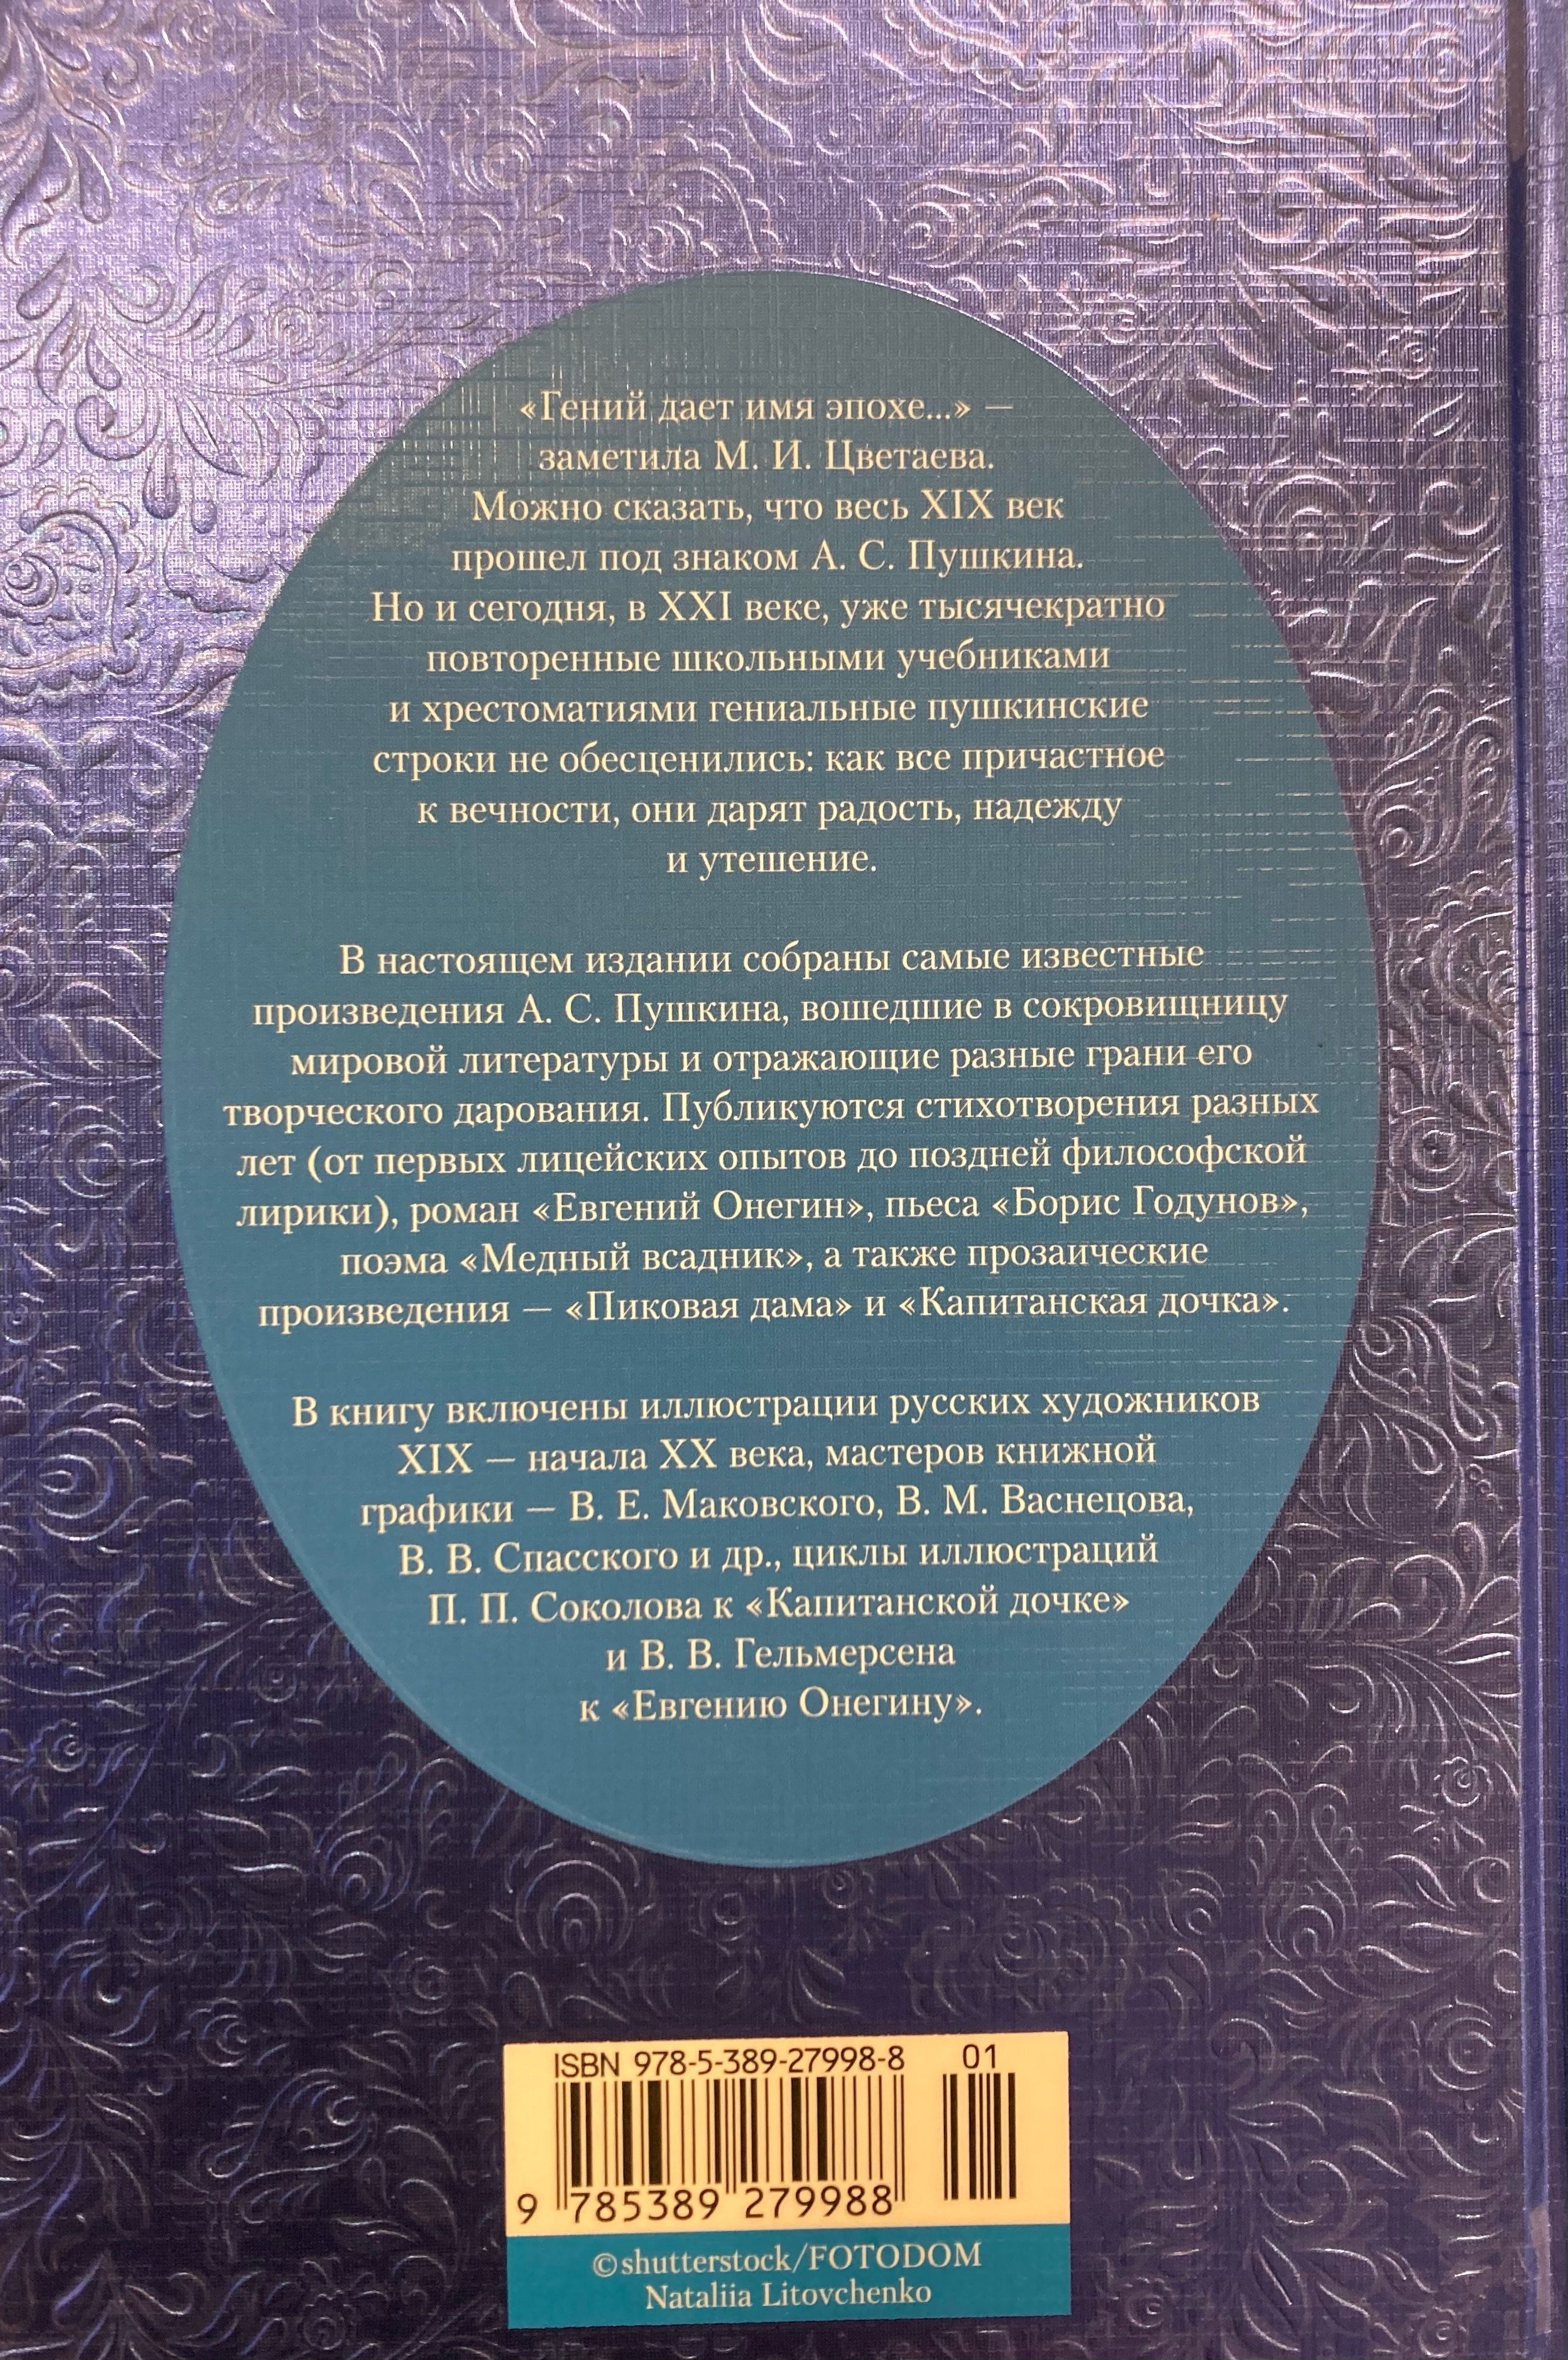 «Гений дает имя эпохе...» —
заметила М. И. Цветаева.
Можно сказать, что весь XIX век
прошел под знаком А. С. Пушкина.
Но и сегодня, в XXI веке, уже тысячекратно
повторенные школьными учебниками
и хрестоматиями гениальные пушкинские
строки не обесценились: как все причастное
к вечности, они дарят радость, надежду
и утешение.
В настоящем издании собраны самые известные
произведения А. С. Пушкина, вошедшие в сокровищницу
мировой литературы и отражающие разные грани его
творческого дарования. Публикуются стихотворения разных
лет (от первых лицейских опытов до поздней философской
лирики), роман «Евгений Онегин», пьеса «Борис Годунов»,
поэма «Медный всадник», а также прозаические
произведения — «Пиковая дама» и «Капитанская дочка».
В книгу включены иллюстрации русских художников
XIX — начала XX века, мастеров книжной
графики — В. Е. Маковского, В. М. Васнецова,
В. В. Спасского и др., циклы иллюстраций
П. П. Соколова к «Капитанской дочке»
и В. В. Гельмерсена
к «Евгению Онегину».
ISBN 978-5-389-27998-8 01
9 785389 279988
©shutterstock/FOTODOM
Nataliia Litovchenko